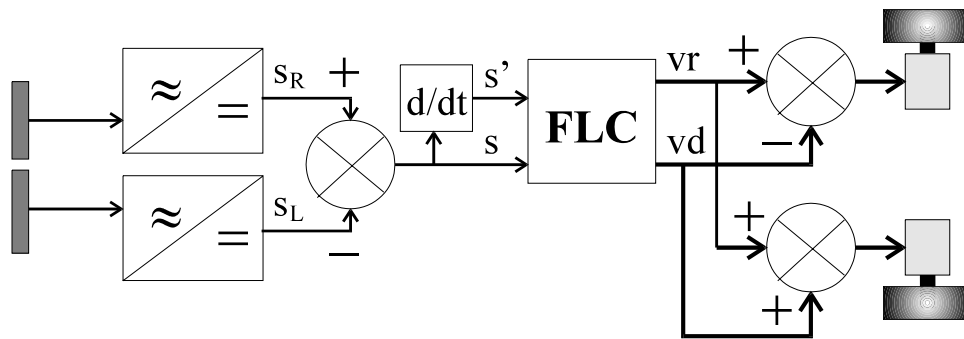 ≈
=
s_R
+
≈
=
s_L
−
d/dt
s’
s
FLC
vr
vd
+
−
+
+